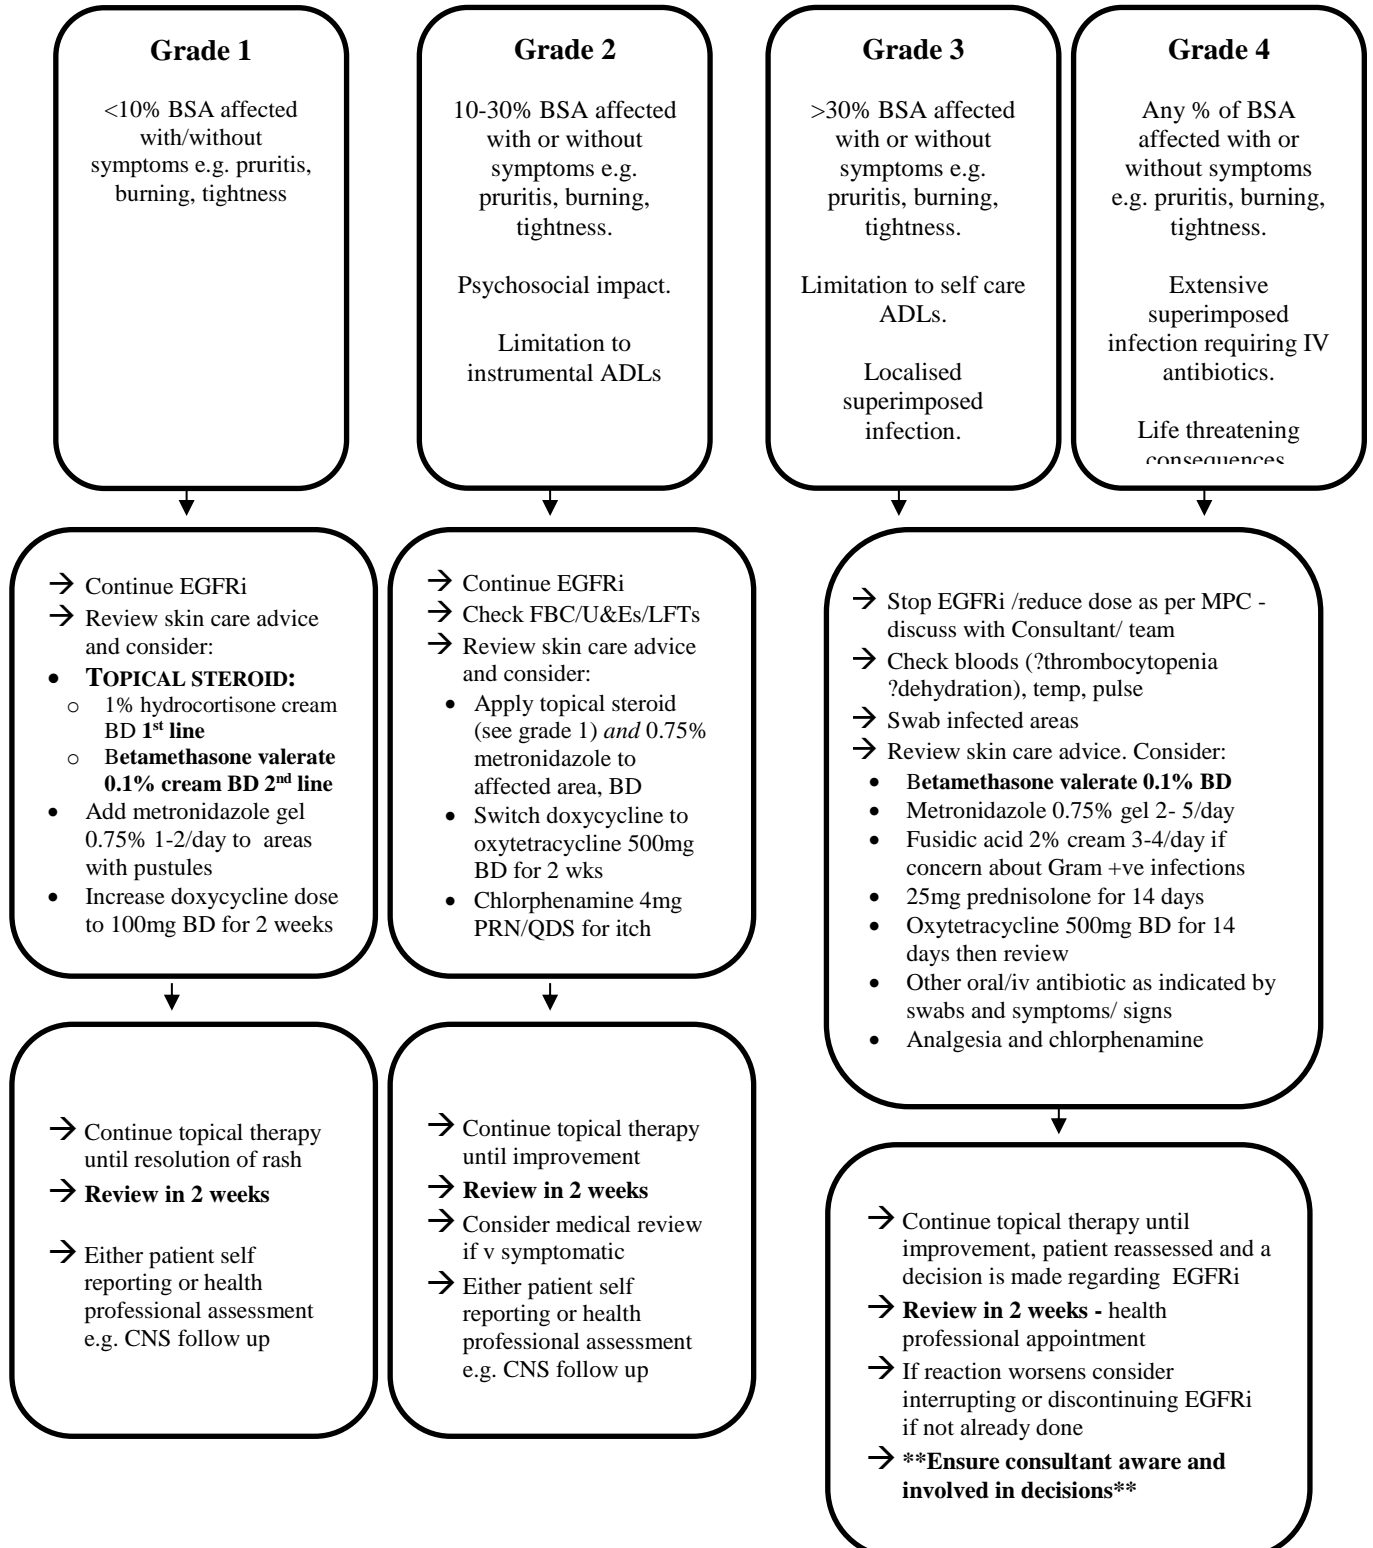 Grade 1
<10% BSA affected
with/without
symptoms e.g. pruritis,
burning, tightness
Grade 2
10-30% BSA affected
with or without
symptoms e.g.
pruritis, burning,
tightness.
Psychosocial impact.
Limitation to
instrumental ADLs
Grade 3
>30% BSA affected
with or without
symptoms e.g.
pruritis, burning,
tightness.
Limitation to self care
ADLs.
Localised
superimposed
infection.
Grade 4
Any % of BSA
affected with or
without symptoms
e.g. pruritis, burning,
tightness.
Extensive
superimposed
infection requiring IV
antibiotics.
Life threatening
consequences
→ Continue EGFRi
→ Review skin care advice
and consider:
• TOPICAL STEROID:
o 1% hydrocortisone cream
BD 1st line
o Betamethasone valerate
0.1% cream BD 2nd line
• Add metronidazole gel
0.75% 1-2/day to areas
with pustules
• Increase doxycycline dose
to 100mg BD for 2 weeks
→ Continue EGFRi
→ Check FBC/U&Es/LFTs
→ Review skin care advice
and consider:
• Apply topical steroid
(see grade 1) and 0.75%
metronidazole to
affected area, BD
• Switch doxycycline to
oxytetracycline 500mg
BD for 2 wks
• Chlorphenamine 4mg
PRN/QDS for itch
→ Stop EGFRi /reduce dose as per MPC -
discuss with Consultant/ team
→ Check bloods (?thrombocytopenia
?dehydration), temp, pulse
→ Swab infected areas
→ Review skin care advice. Consider:
• Betamethasone valerate 0.1% BD
• Metronidazole 0.75% gel 2- 5/day
• Fusidic acid 2% cream 3-4/day if
concern about Gram +ve infections
• 25mg prednisolone for 14 days
• Oxytetracycline 500mg BD for 14
days then review
• Other oral/iv antibiotic as indicated by
swabs and symptoms/ signs
• Analgesia and chlorphenamine
→ Continue topical therapy
until resolution of rash
→ Review in 2 weeks
→ Either patient self
reporting or health
professional assessment
e.g. CNS follow up
→ Continue topical therapy
until improvement
→ Review in 2 weeks
→ Consider medical review
if v symptomatic
→ Either patient self
reporting or health
professional assessment
e.g. CNS follow up
→ Continue topical therapy until
improvement, patient reassessed and a
decision is made regarding EGFRi
→ Review in 2 weeks - health
professional appointment
→ If reaction worsens consider
interrupting or discontinuing EGFRi
if not already done
→ **Ensure consultant aware and
involved in decisions**